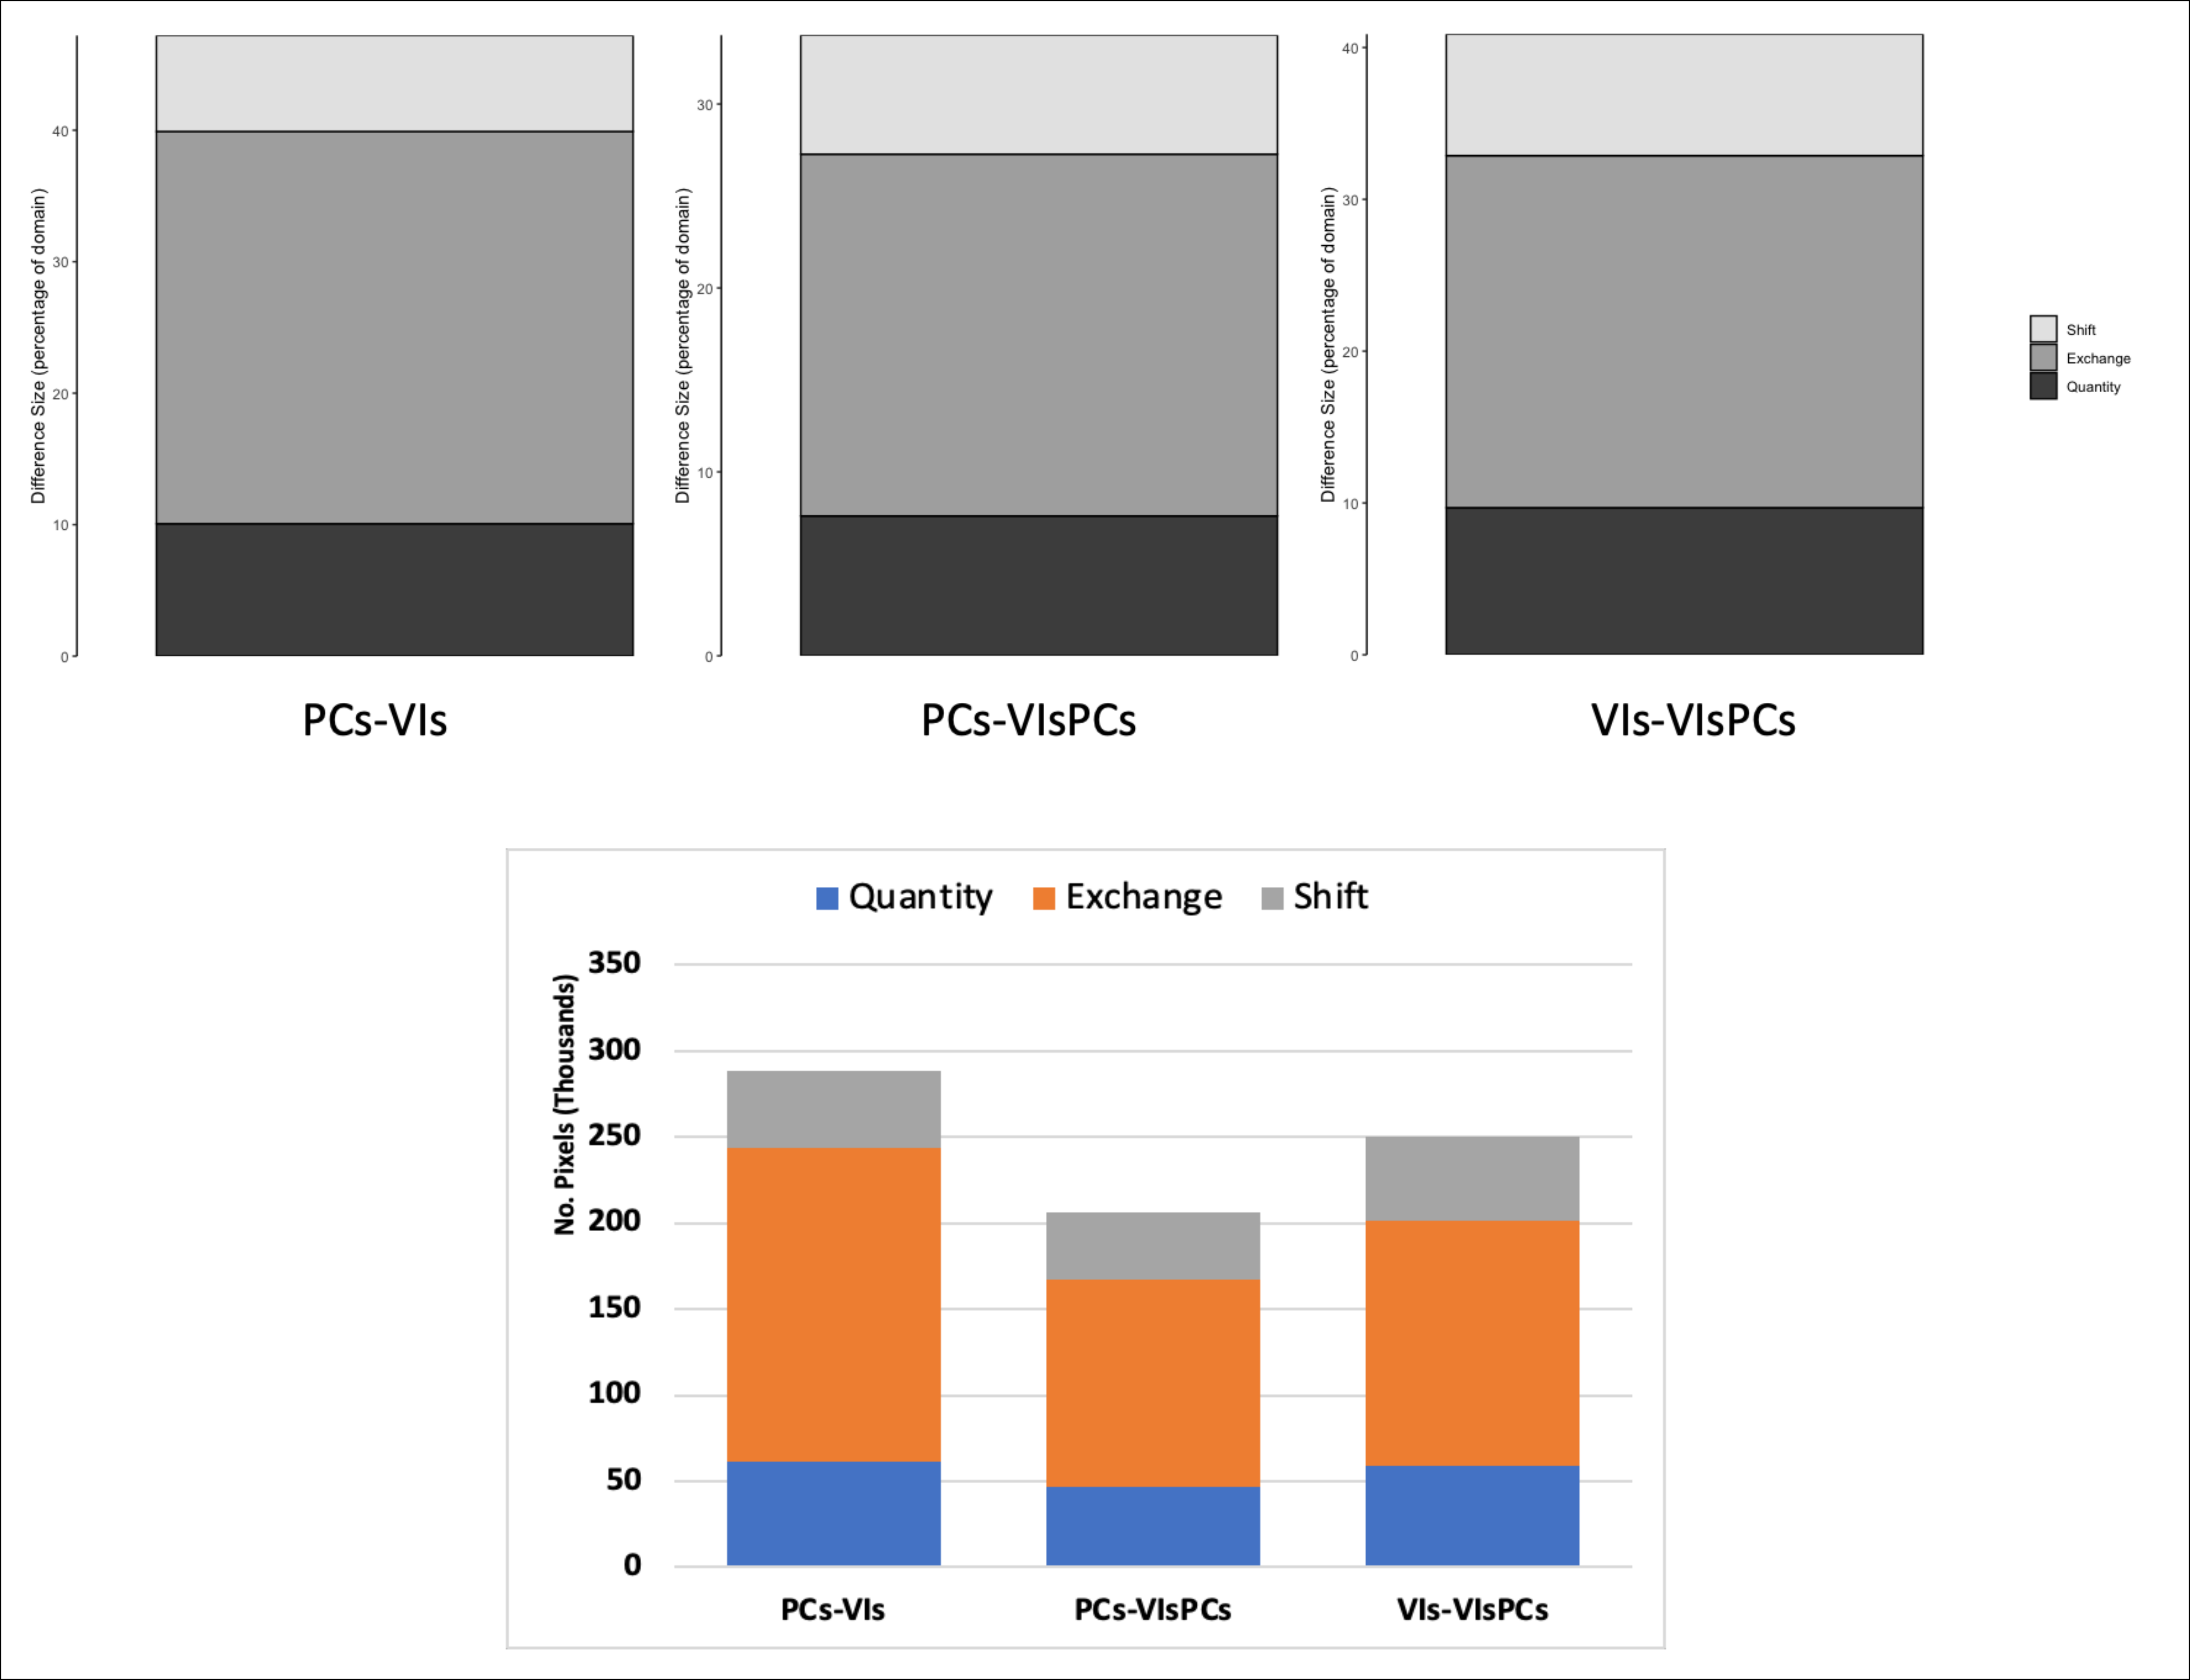 Difference Size (percentage of domain)
40
30
20
10
0
PCs-VIs
Difference Size (percentage of domain)
30
20
10
0
PCs-VIsPCs
Difference Size (percentage of domain)
40
30
20
10
0
VIs-VIsPCs
Shift
Exchange
Quantity
Quantity Exchange Shift
No. Pixels (Thousands)
350
300
250
200
150
100
50
0
PCs-VIs PCs-VIsPCs VIs-VIsPCs